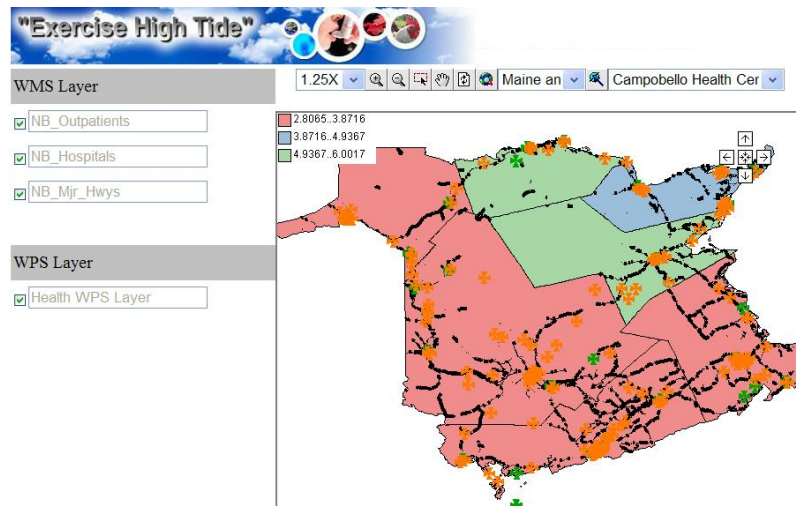 "Exercise High Tide"
WMS Layer
1.25X
Maine an
Campobello Health Cer
NB_Outpatients
NB_Hospitals
NB_Mjr_Hwys
WPS Layer
Health WPS Layer
2.8065..3.8716
3.8716..4.9367
4.9367..6.0017